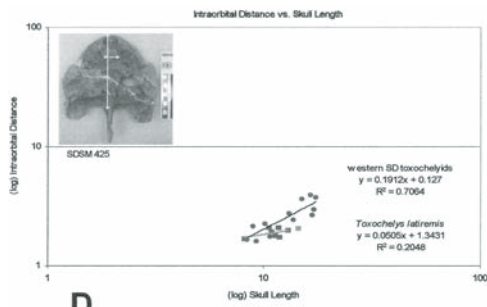 Intraorbital Distance vs. Skull Length
100
(log) Intraorbital Distance
SDSM 425
10
western SD toxochelyids
y = 0.1912x + 0.127
R² = 0.7064
Toxochelys latiremis
y = 0.0505x + 1.3431
R² = 0.2048
1
1
10
100
(log) Skull Length
D